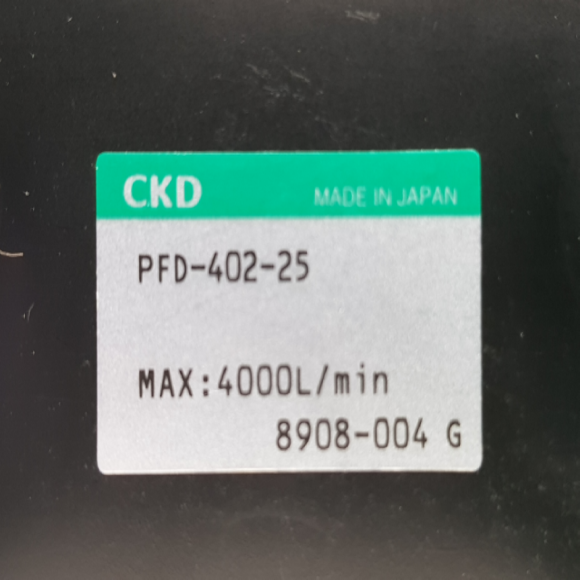 CKD MADE IN JAPAN
PFD-402-25
MAX:4000L/min
8908-004 G